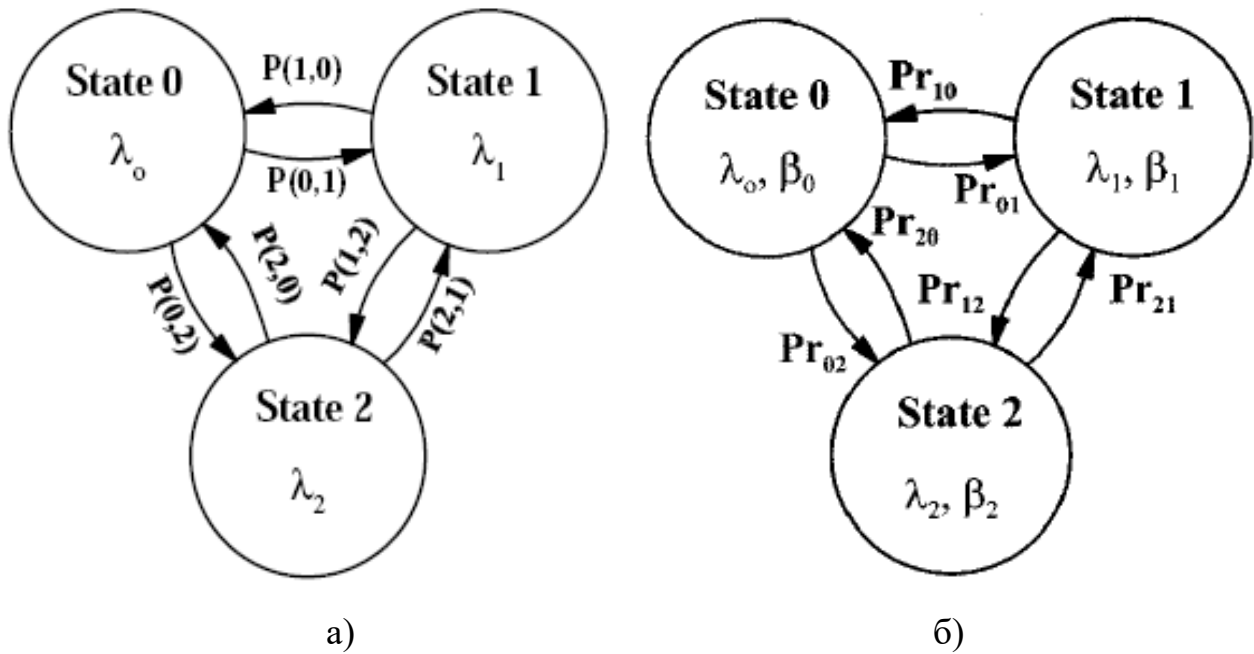 State 0
λₒ
P(1,0)
P(0,1)
State 1
λ₁
P(0,2)
P(2,0)
P(1,2)
P(2,1)
State 2
λ₂
а)
State 0
λₒ, β₀
Pr₁₀
Pr₀₁
State 1
λ₁, β₁
Pr₂₀
Pr₀₂
Pr₁₂
Pr₂₁
State 2
λ₂, β₂
б)